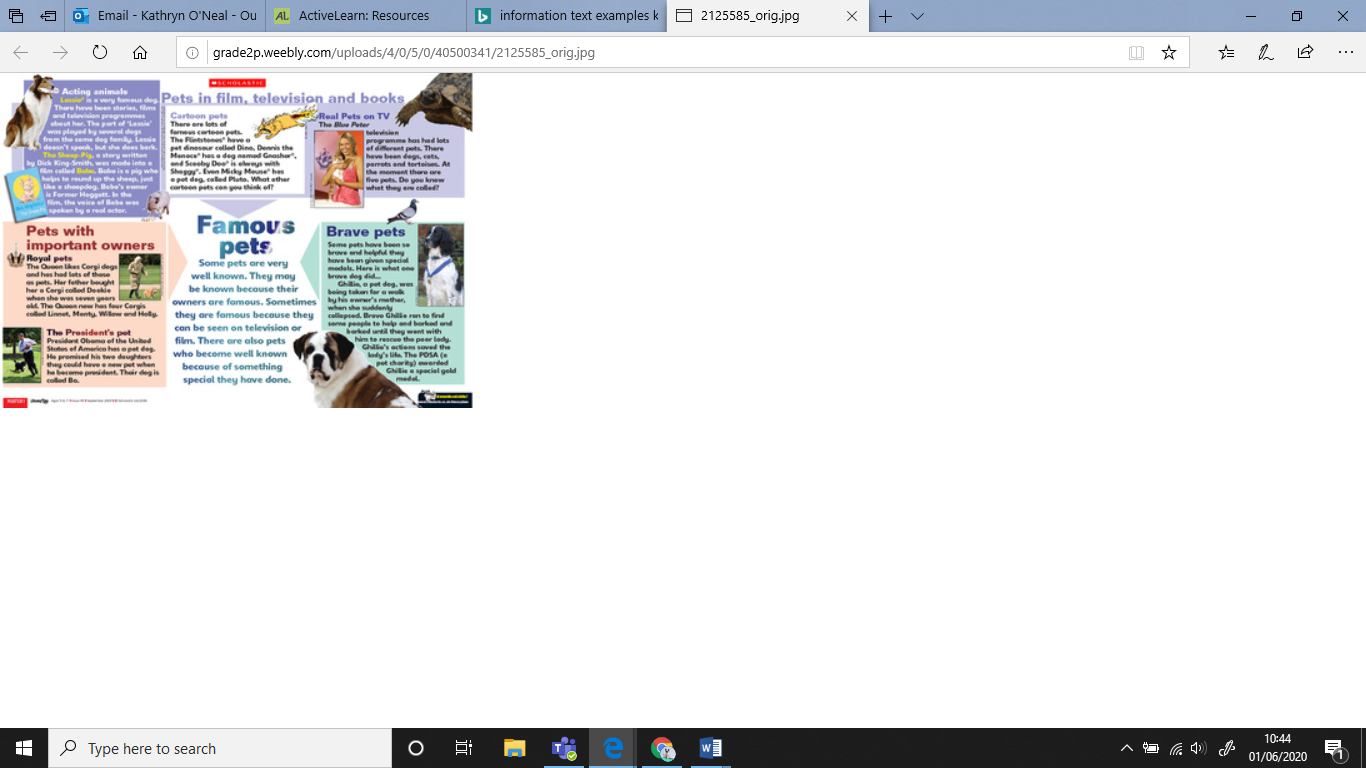 Email - Kathryn O'Neal - Ou
ActiveLearn: Resources
information text examples k
2125585_orig.jpg
grade2p.weebly.com/uploads/4/0/5/0/40500341/2125585_orig.jpg
SCHOLASTIC
Pets in film, television and books
Acting animals
Lassie® is a very famous dog.
There have been stories, films
and television programmes
about her. The part of 'Lassie'
was played by several dogs
from the same dog family. Lassie
doesn't speak, but she does bark.
The Sheep-Pig, a story written
by Dick King-Smith, was made into a
film called Babe. Babe is a pig who
helps to round up the sheep, just
like a sheepdog. Babe's owner
is Farmer Hoggett. In the
film, the voice of Babe was
spoken by a real actor.
Cartoon pets
There are lots of
famous cartoon pets.
The Flintstones® have a
pet dinosaur called Dino, Dennis the
Menace® has a dog named Gnasher®,
and Scooby Doo® is always with
Shaggy®. Even Micky Mouse® has
a pet dog, called Pluto. What other
cartoon pets can you think of?
Real Pets on TV
The Blue Peter
television
programme has had lots
of different pets. There
have been dogs, cats,
parrots and tortoises. At
the moment there are
five pets. Do you know
what they are called?
Pets with
important owners
Royal pets
The Queen likes Corgi dogs
and has had lots of these
as pets. Her father bought
her a Corgi called Dookie
when she was seven years
old. The Queen now has four Corgis
called Linnet, Monty, Willow and Holly.
The President's pet
President Obama of the United
States of America has a pet dog.
He promised his two daughters
they could have a new pet when
he became president. Their dog is
called Bo.
Famous
pets
Some pets are very
well known. They may
be known because their
owners are famous. Sometimes
they are famous because they
can be seen on television or
film. There are also pets
who become well known
because of something
special they have done.
Brave pets
Some pets have been so
brave and helpful they
have been given special
medals. Here is what one
brave dog did...
Ghillie, a pet dog, was
being taken for a walk
by his owner's mother,
when she suddenly
collapsed. Brave Ghillie ran to find
some people to help and barked and
barked until they went with
him to rescue the poor lady.
Ghillie's actions saved the
lady's life. The PDSA (a
pet charity) awarded
Ghillie a special gold
medal.
Type here to search
10:44
01/06/2020